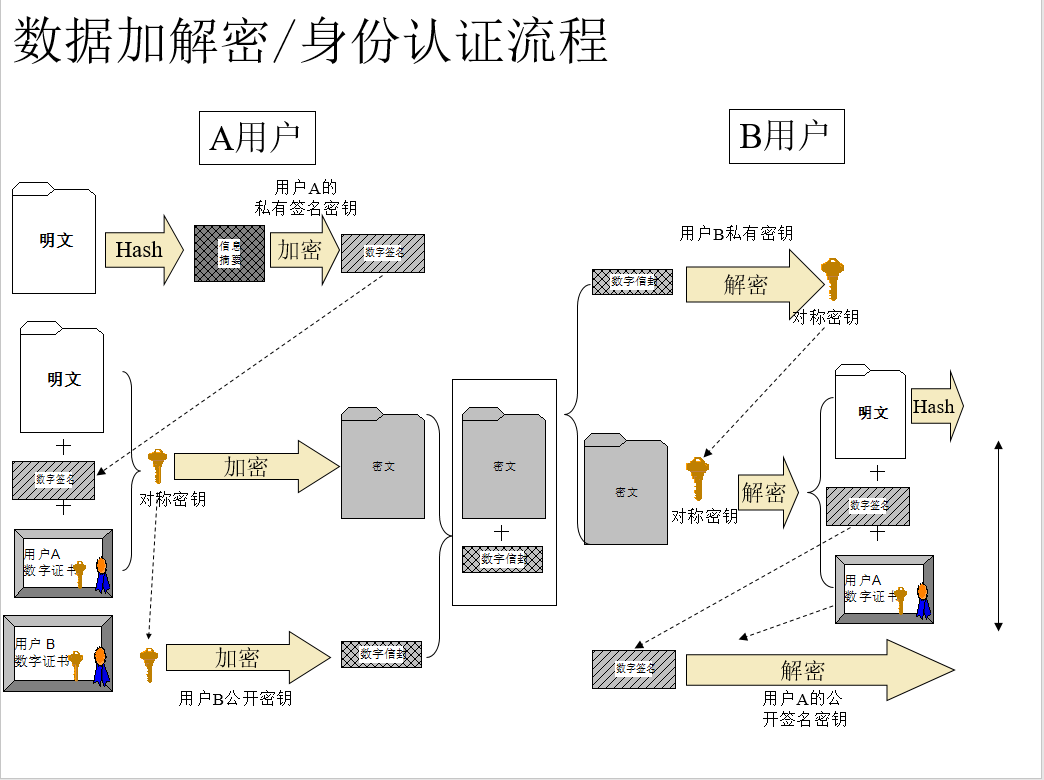 数据加解密/身份认证流程
A用户
B用户
用户A的
私有签名密钥
明文
Hash
信息
摘要
加密
数字签名
用户B私有密钥
数字信封
解密
对称密钥
明文
数字签名
用户A
数字证书
对称密钥
加密
密文
密文
数字信封
密文
对称密钥
解密
明文
Hash
数字签名
用户A
数字证书
用户B
数字证书
加密
用户B公开密钥
数字信封
数字签名
解密
用户A的公
开签名密钥